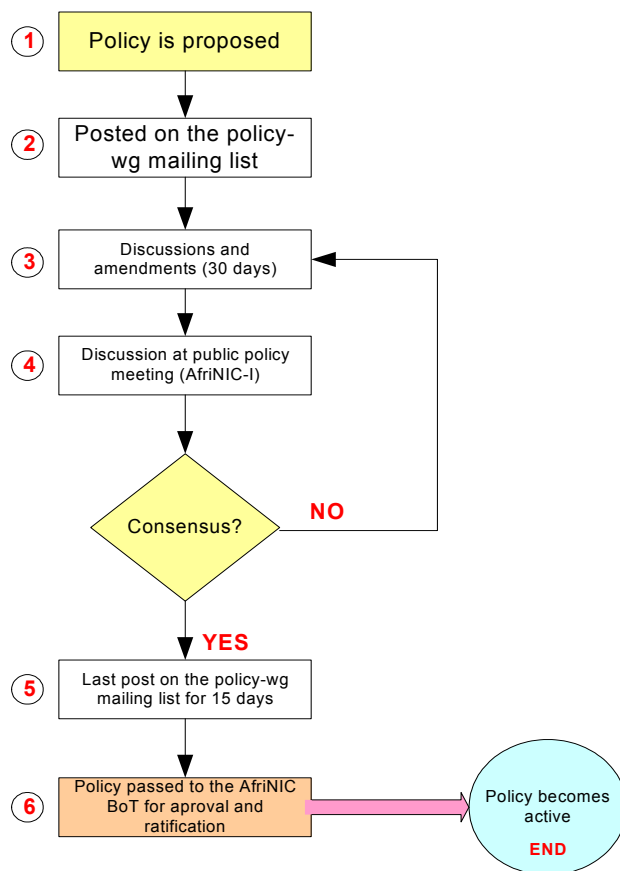 1
Policy is proposed
2
Posted on the policy-
wg mailing list
3
Discussions and
amendments (30 days)
4
Discussion at public policy
meeting (AfriNIC-I)
Consensus?
NO
YES
5
Last post on the policy-wg
mailing list for 15 days
6
Policy passed to the AfriNIC
BoT for aproval and
ratification
Policy becomes
active
END